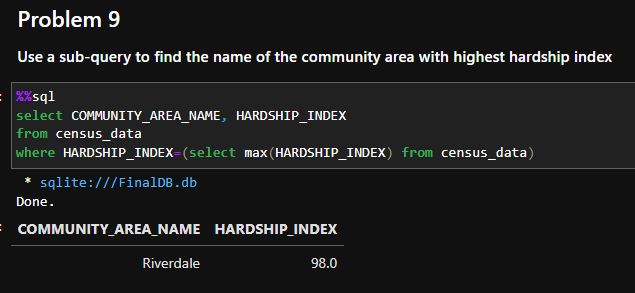 Problem 9
Use a sub-query to find the name of the community area with highest hardship index
%%sql
select COMMUNITY_AREA_NAME, HARDSHIP_INDEX
from census_data
where HARDSHIP_INDEX=(select max(HARDSHIP_INDEX) from census_data)
* sqlite:///FinalDB.db
Done.
COMMUNITY_AREA_NAME HARDSHIP_INDEX
Riverdale 98.0